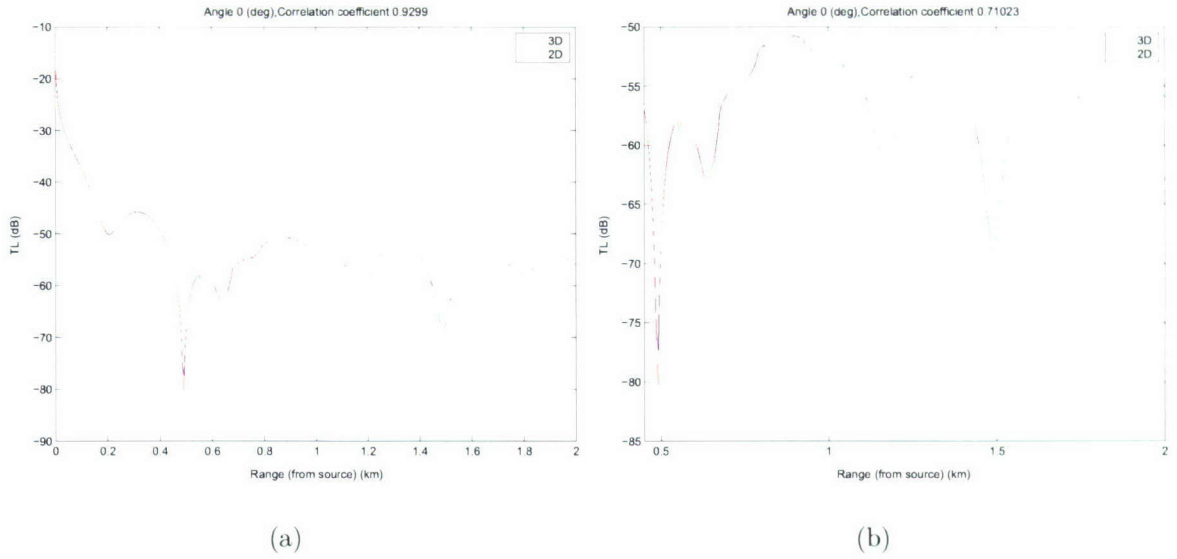 Angle 0 (deg),Correlation coefficient 0.9299
−10
−20
−30
−40
−50
−60
−70
−80
−90
TL (dB)
3D
2D
0 0.2 0.4 0.6 0.8 1 1.2 1.4 1.6 1.8 2
Range (from source) (km)
(a)
Angle 0 (deg),Correlation coefficient 0.71023
−50
−55
−60
−65
−70
−75
−80
−85
TL (dB)
3D
2D
0.5 1 1.5 2
Range (from source) (km)
(b)